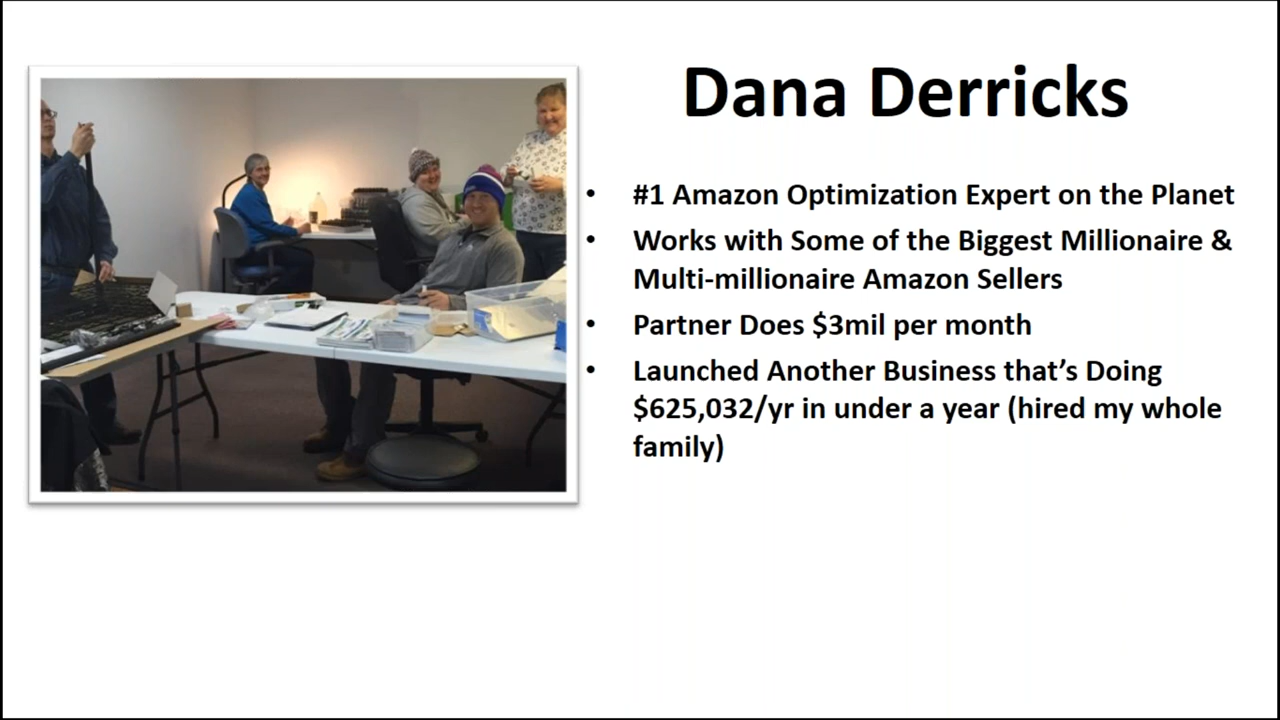 Dana Derricks
• #1 Amazon Optimization Expert on the Planet
• Works with Some of the Biggest Millionaire &
Multi-millionaire Amazon Sellers
• Partner Does $3mil per month
• Launched Another Business that’s Doing
$625,032/yr in under a year (hired my whole
family)